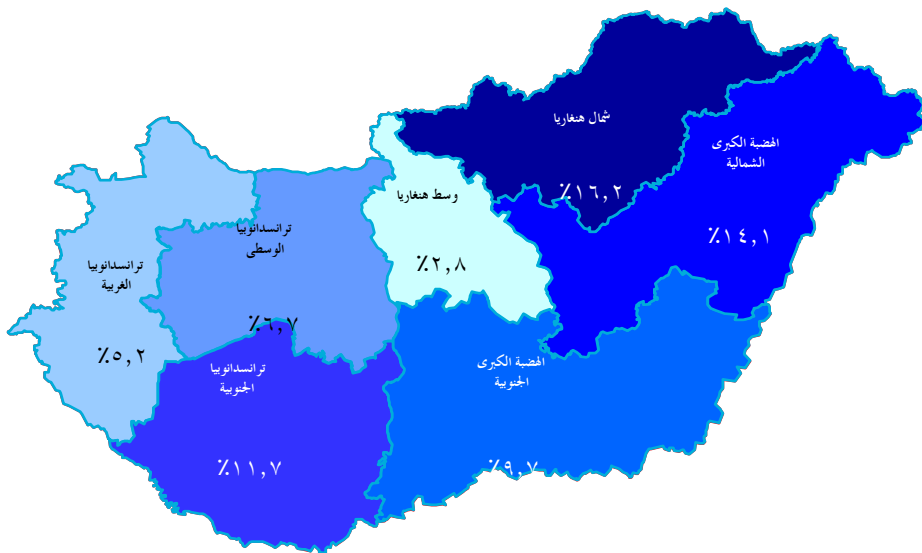 شمال هنغاريا
٪١٦,٢
الهضبة الكبرى
الشمالية
٪١٤,١
وسط هنغاريا
٪٢,٨
ترانسدانوبيا
الوسطى
٪٦,٧
ترانسدانوبيا
الغربية
٪٥,٢
الهضبة الكبرى
الجنوبية
٪٩,٧
ترانسدانوبيا
الجنوبية
٪١١,٧